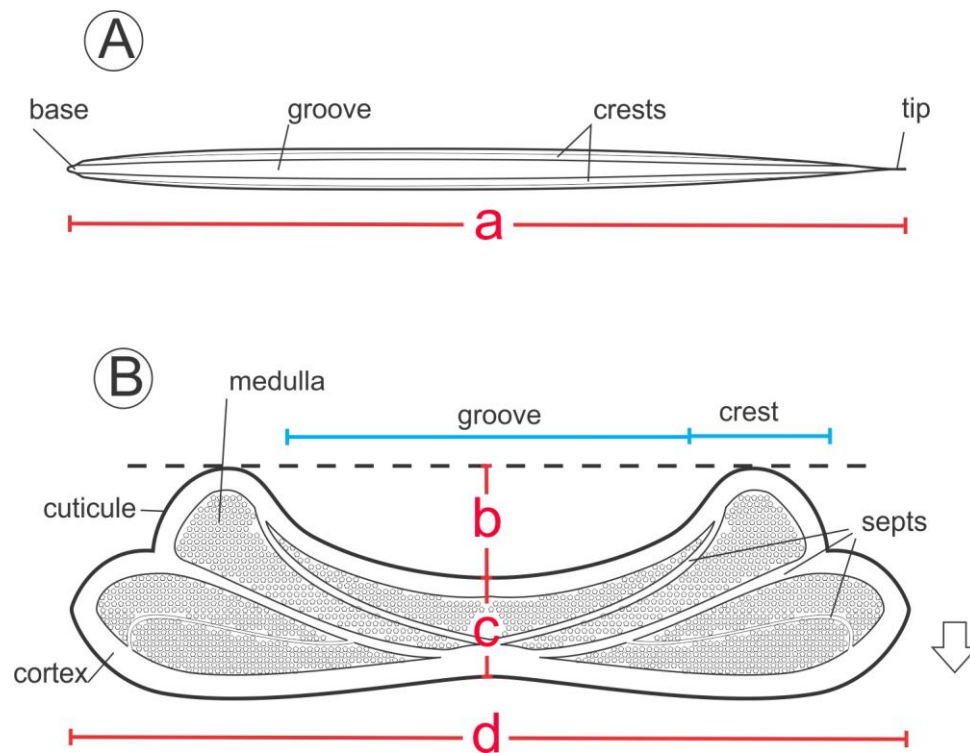 A
base
groove
crests
tip
a
B
medulla
groove
crest
cuticule
b
septs
c
cortex
d